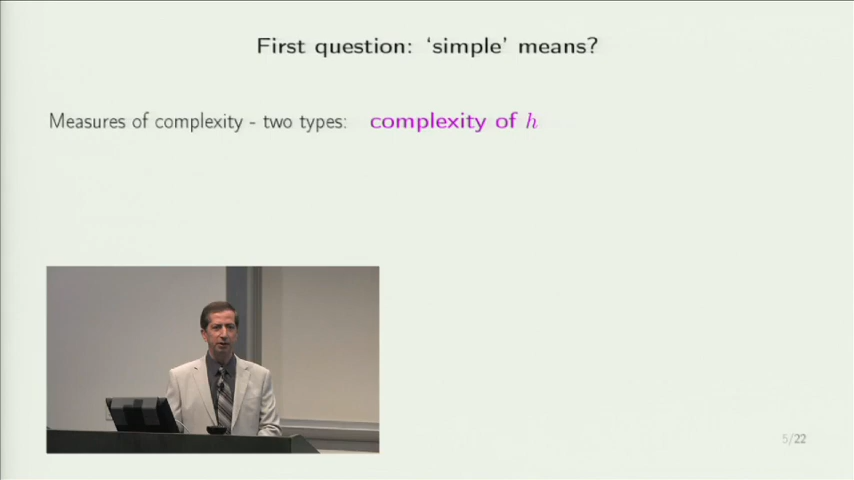 First question: ‘simple’ means?
Measures of complexity - two types: complexity of h
5/22